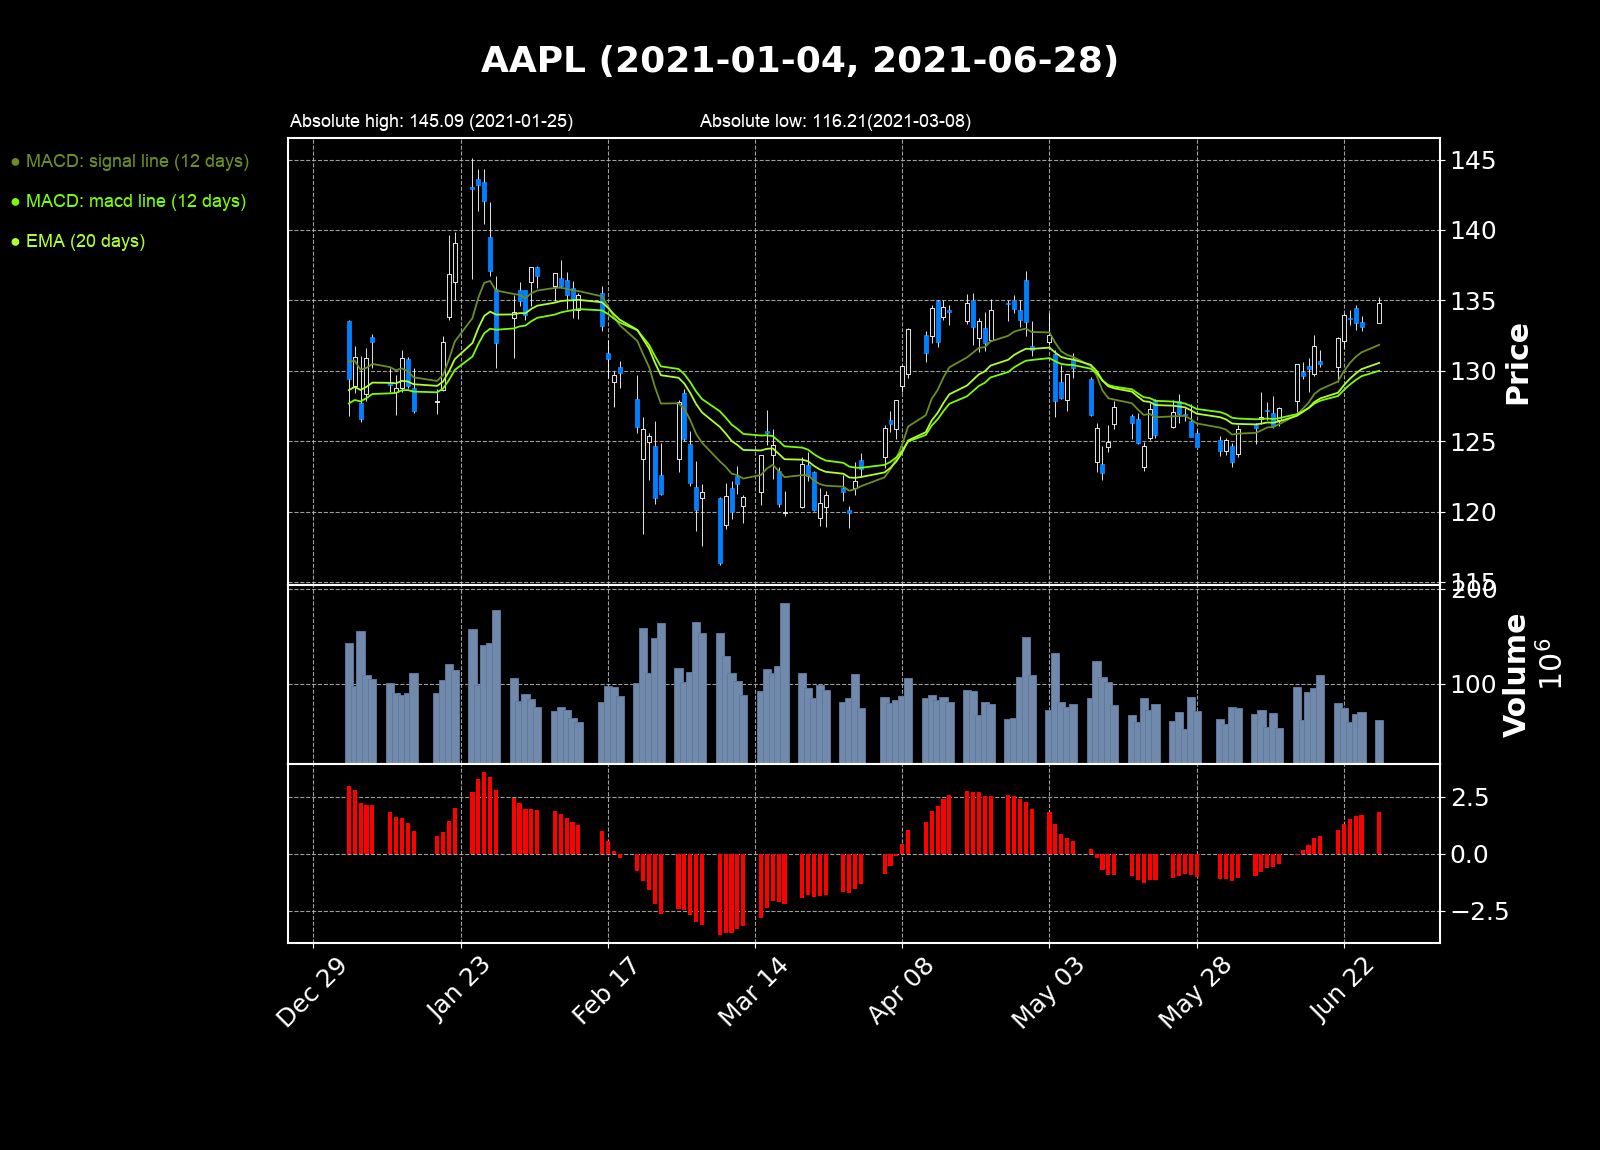 AAPL (2021-01-04, 2021-06-28)
Absolute high: 145.09 (2021-01-25)
Absolute low: 116.21(2021-03-08)
● MACD: signal line (12 days)
● MACD: macd line (12 days)
● EMA (20 days)
145
140
135
130
125
120
115
Price
200
100
Volume
10⁶
2.5
0.0
−2.5
Dec 29
Jan 23
Feb 17
Mar 14
Apr 08
May 03
May 28
Jun 22